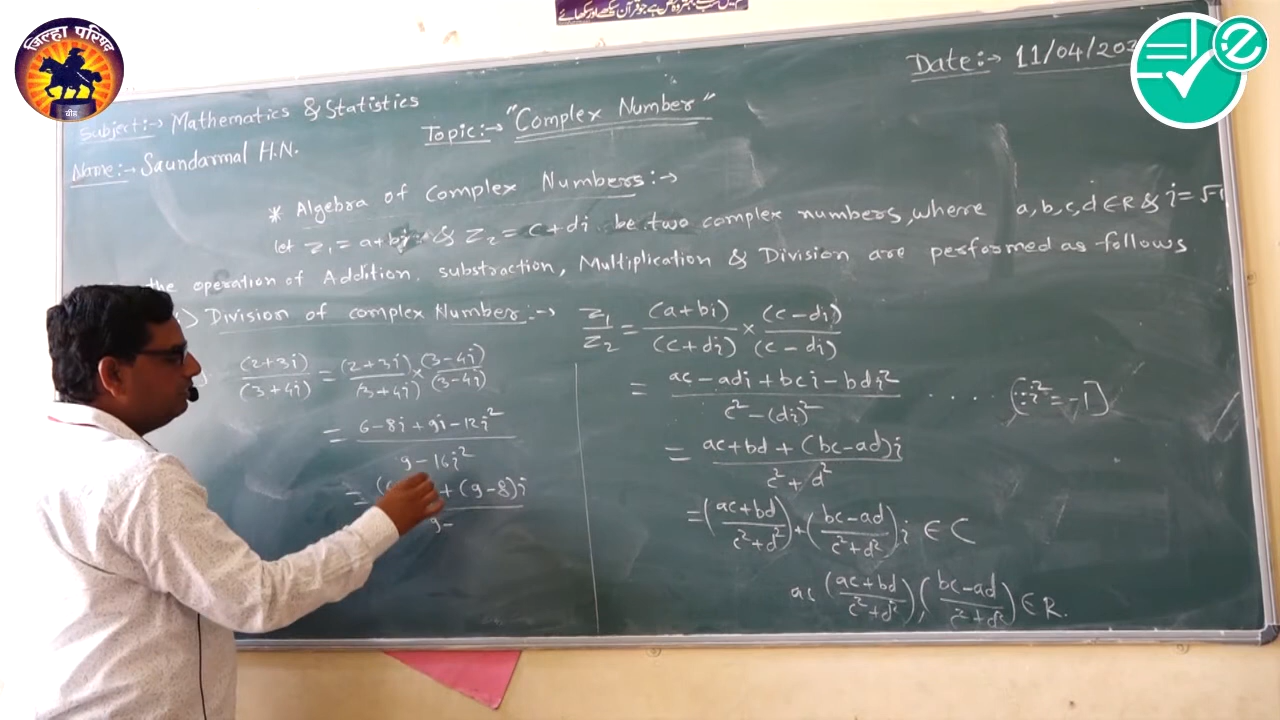 जिल्हा परिषद
बीड
Date:→ 11/04/202
Subject:→ Mathematics & Statistics
Topic:→ "Complex Number"
Name:→ Saundarmal H.N.
* Algebra of Complex Numbers:→
let z₁ = a+bi & z₂ = c+di be two complex numbers, where a,b,c,d ∈ R & i = √-1
the operation of Addition, substraction, Multiplication & Division are performed as follows
) Division of complex Number:→ z₁/z₂ = (a+bi)/(c+di) × (c-di)/(c-di)
(2+3i)/(3+4i) = (2+3i)/(3+4i) × (3-4i)/(3-4i)
= (6-8i+9i-12i²)/(9-16i²)
+(9-8)i
9-
= (ac-adi+bci-bdi²)/(c²-(di)²) ..... [∵i²=-1]
= (ac+bd+(bc-ad)i)/(c²+d²)
= ((ac+bd)/(c²+d²)) + ((bc-ad)/(c²+d²))i ∈ C
as ((ac+bd)/(c²+d²)) ((bc-ad)/(c²+d²)) ∈ R.